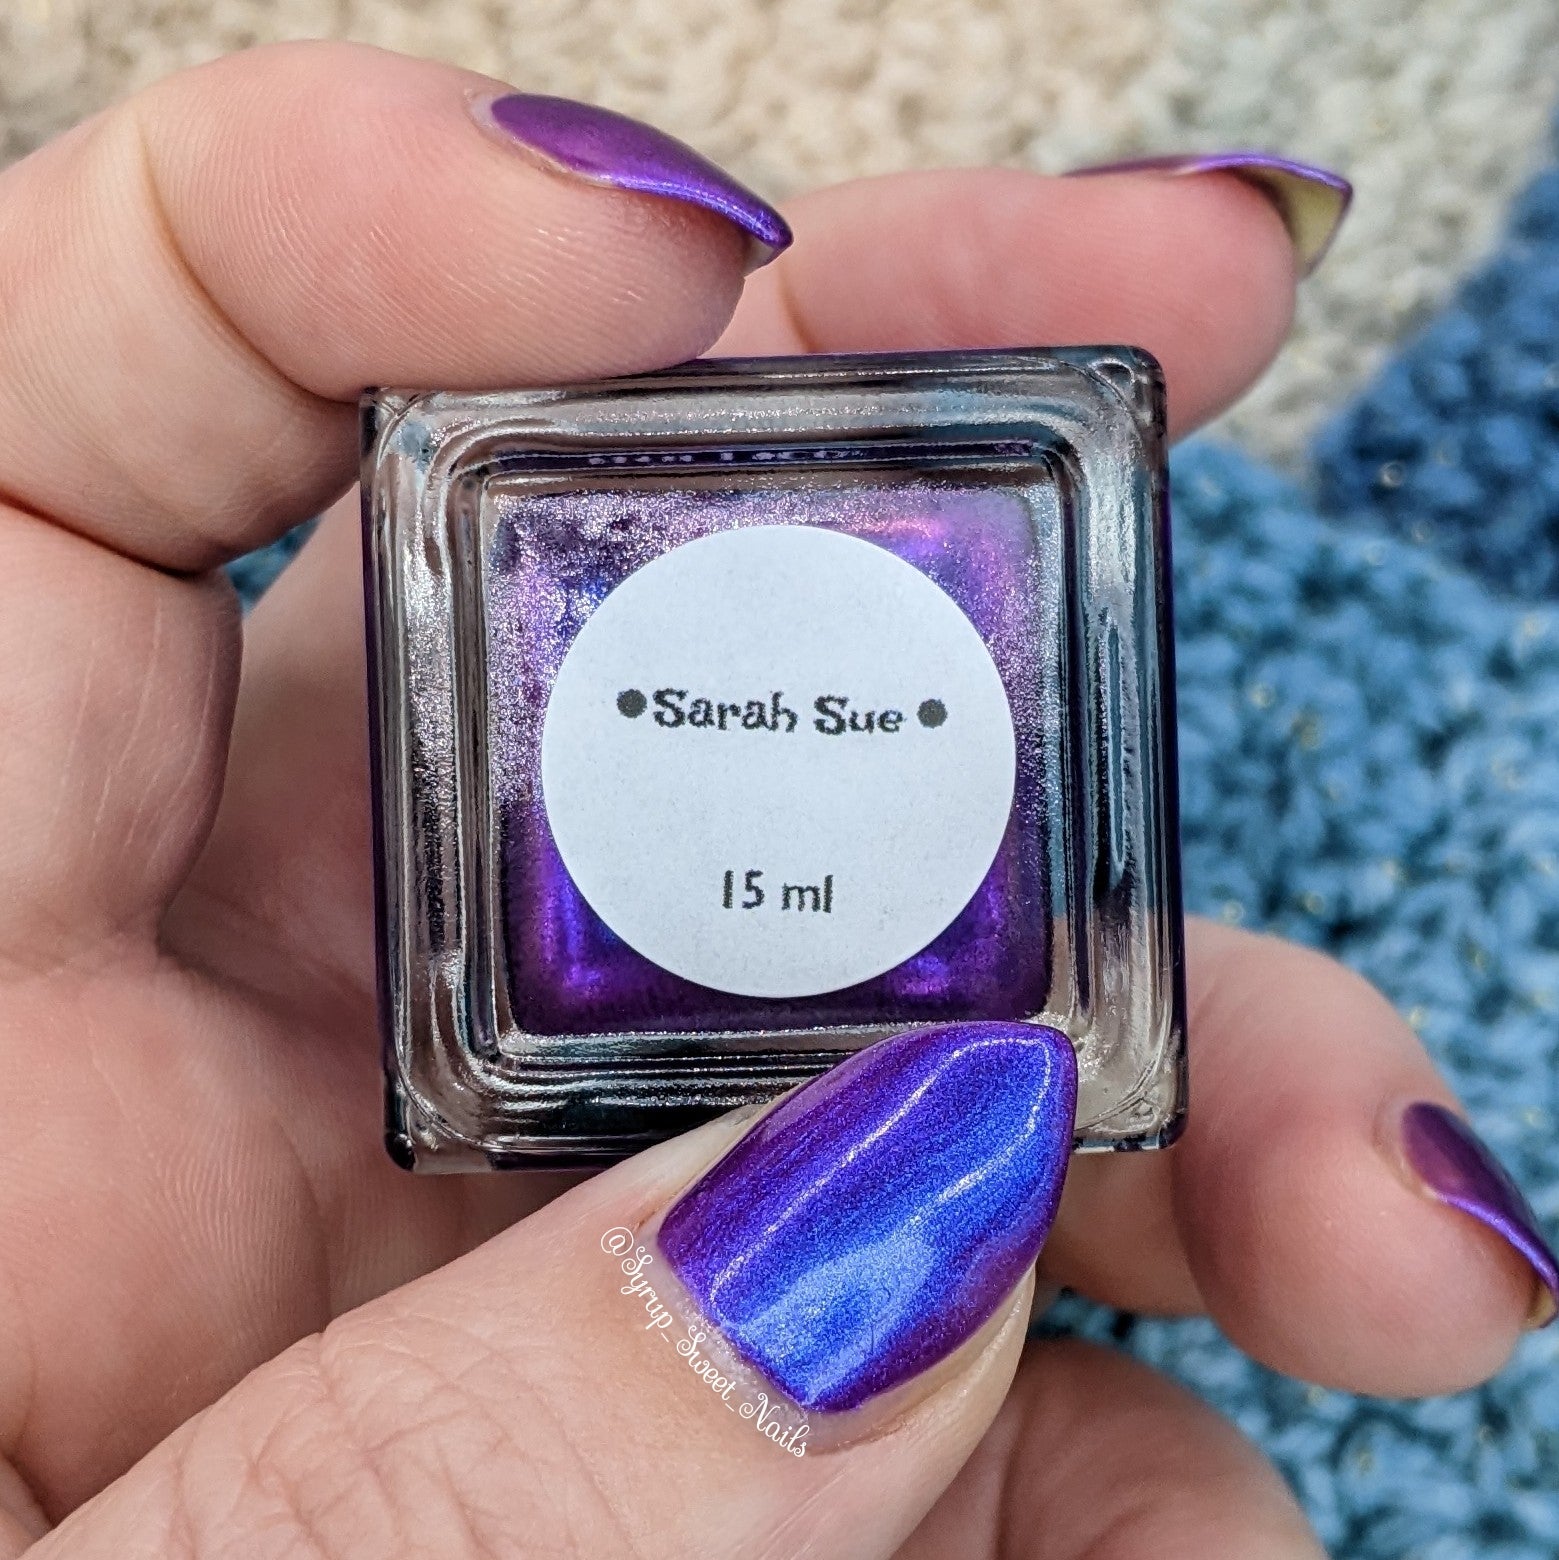 •Sarah Sue •
15 ml
@Syrup_Sweet_Nails